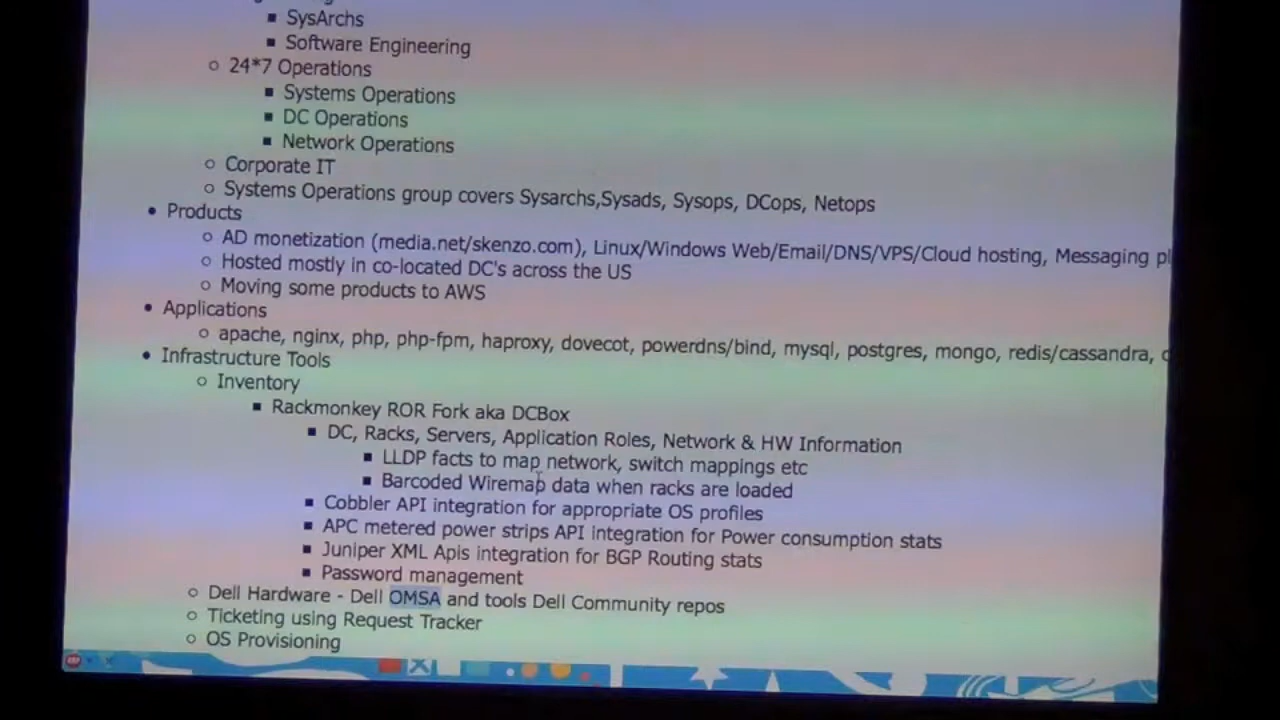 SysArchs
Software Engineering
24*7 Operations
Systems Operations
DC Operations
Network Operations
Corporate IT
Systems Operations group covers Sysarchs,Sysads, Sysops, DCops, Netops
Products
AD monetization (media.net/skenzo.com), Linux/Windows Web/Email/DNS/VPS/Cloud hosting, Messaging
Hosted mostly in co-located DC's across the US
Moving some products to AWS
Applications
apache, nginx, php, php-fpm, haproxy, dovecot, powerdns/bind, mysql, postgres, mongo, redis/cassandra,
Infrastructure Tools
Inventory
Rackmonkey ROR Fork aka DCBox
DC, Racks, Servers, Application Roles, Network & HW Information
LLDP facts to map network, switch mappings etc
Barcoded Wiremap data when racks are loaded
Cobbler API integration for appropriate OS profiles
APC metered power strips API integration for Power consumption stats
Juniper XML Apis integration for BGP Routing stats
Password management
Dell Hardware - Dell OMSA and tools Dell Community repos
Ticketing using Request Tracker
OS Provisioning